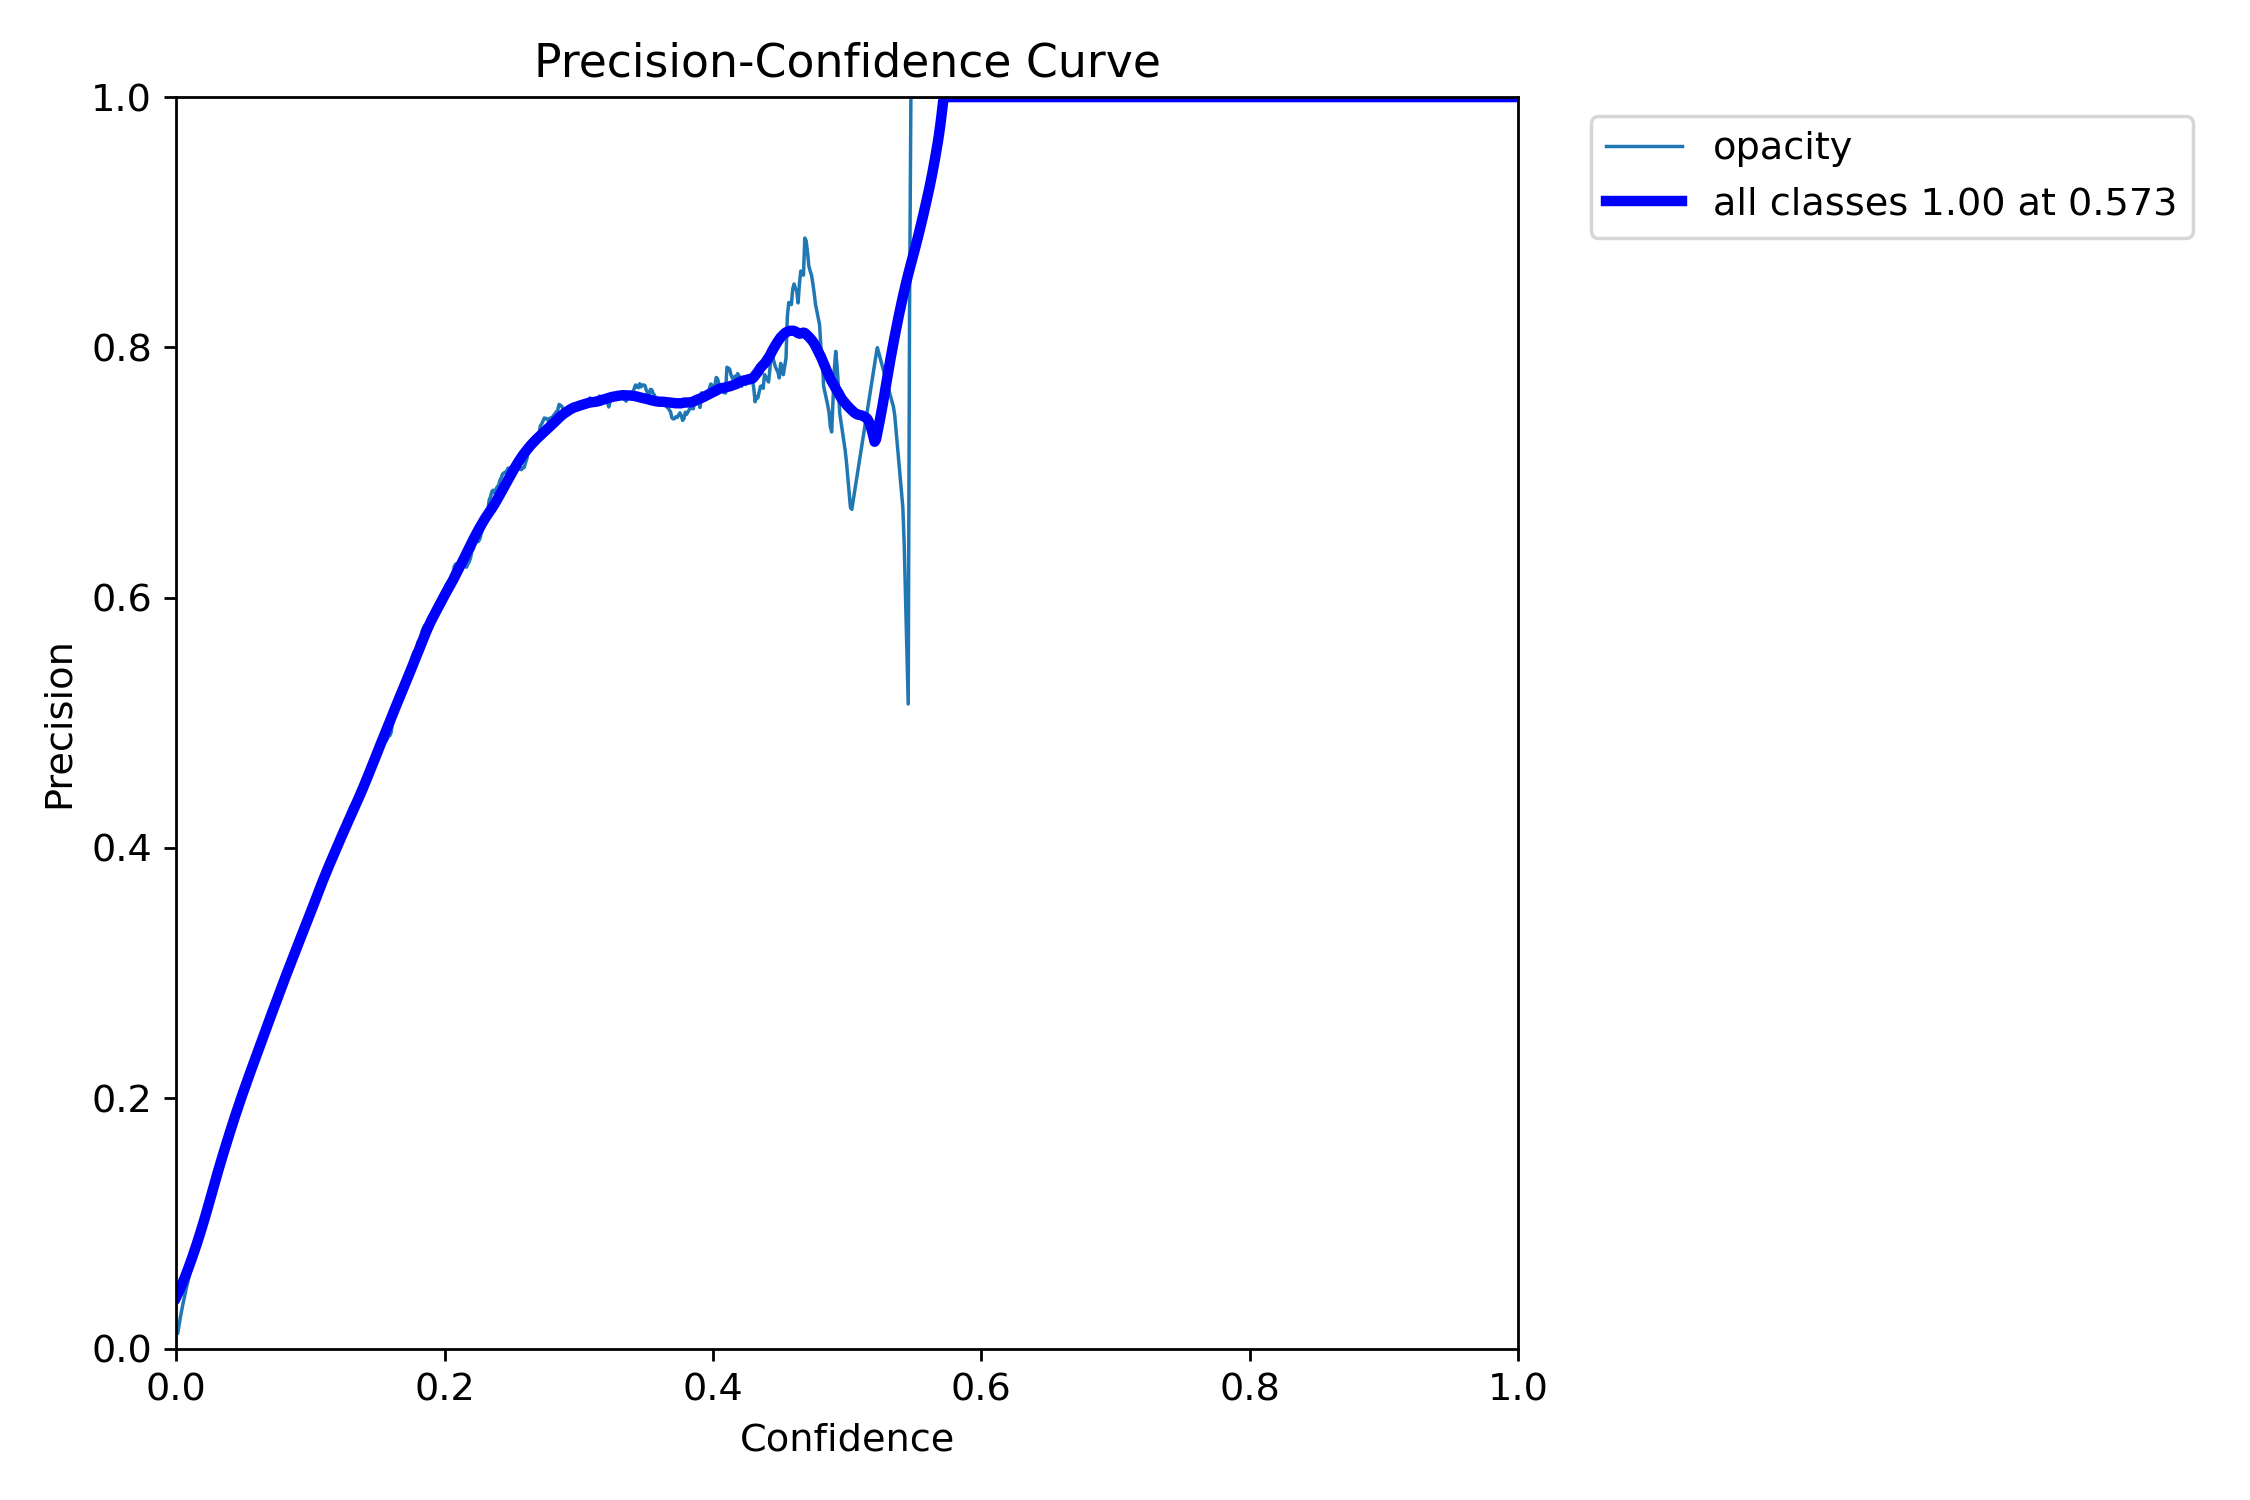 Precision-Confidence Curve
1.0
0.8
0.6
0.4
0.2
0.0
Precision
0.0 0.2 0.4 0.6 0.8 1.0
Confidence
opacity
all classes 1.00 at 0.573